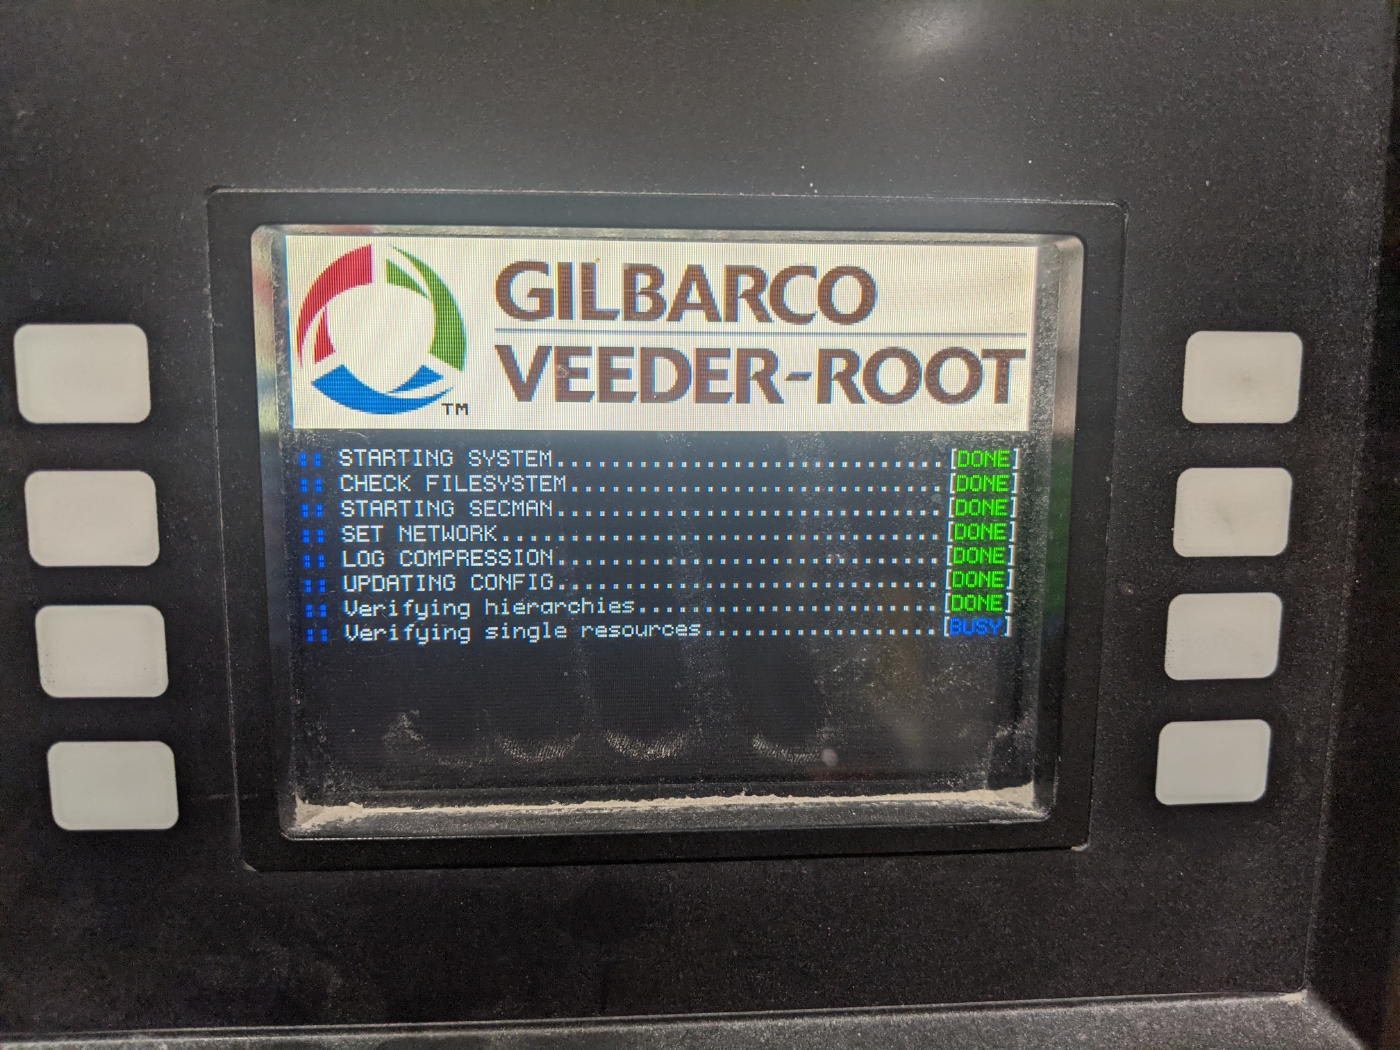 GILBARCO
VEEDER-ROOT
TM
:: STARTING SYSTEM............................[DONE]
:: CHECK FILESYSTEM...........................[DONE]
:: STARTING SECMAN............................[DONE]
:: SET NETWORK................................[DONE]
:: LOG COMPRESSION............................[DONE]
:: UPDATING CONFIG............................[DONE]
:: Verifying hierarchies......................[DONE]
:: Verifying single resources.................[BUSY]